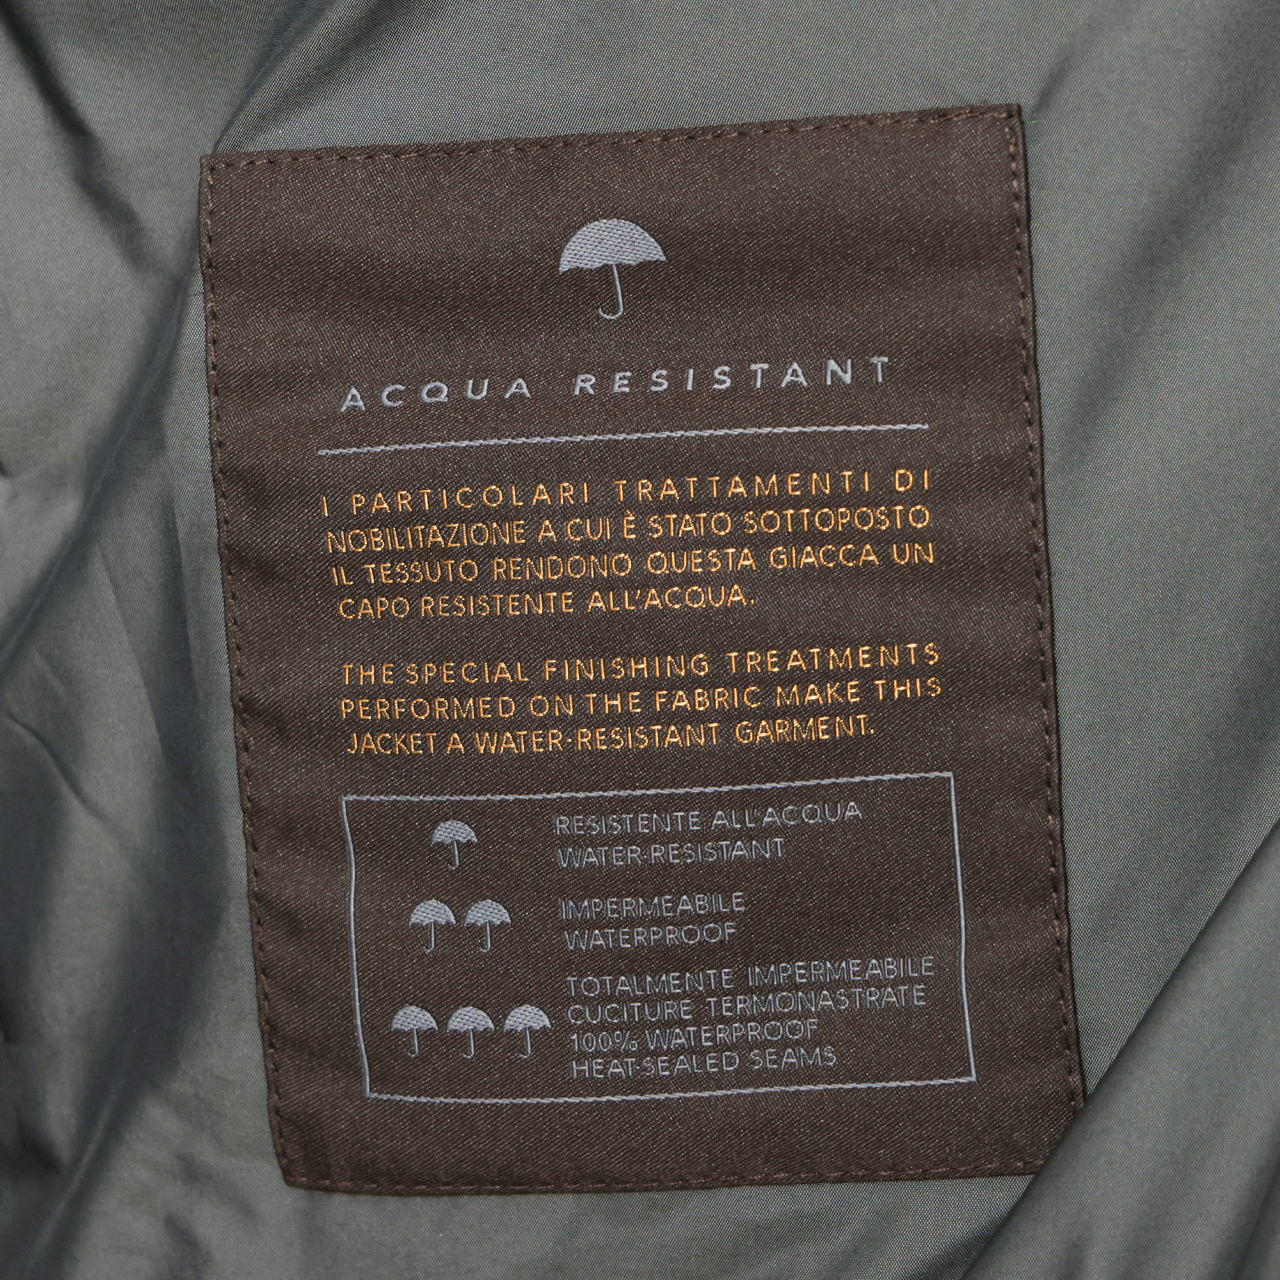 ACQUA RESISTANT
I PARTICOLARI TRATTAMENTI DI
NOBILITAZIONE A CUI È STATO SOTTOPOSTO
IL TESSUTO RENDONO QUESTA GIACCA UN
CAPO RESISTENTE ALL'ACQUA.
THE SPECIAL FINISHING TREATMENTS
PERFORMED ON THE FABRIC MAKE THIS
JACKET A WATER-RESISTANT GARMENT.
RESISTENTE ALL'ACQUA
WATER-RESISTANT
IMPERMEABILE
WATERPROOF
TOTALMENTE IMPERMEABILE
CUCITURE TERMONASTRATE
100% WATERPROOF
HEAT-SEALED SEAMS